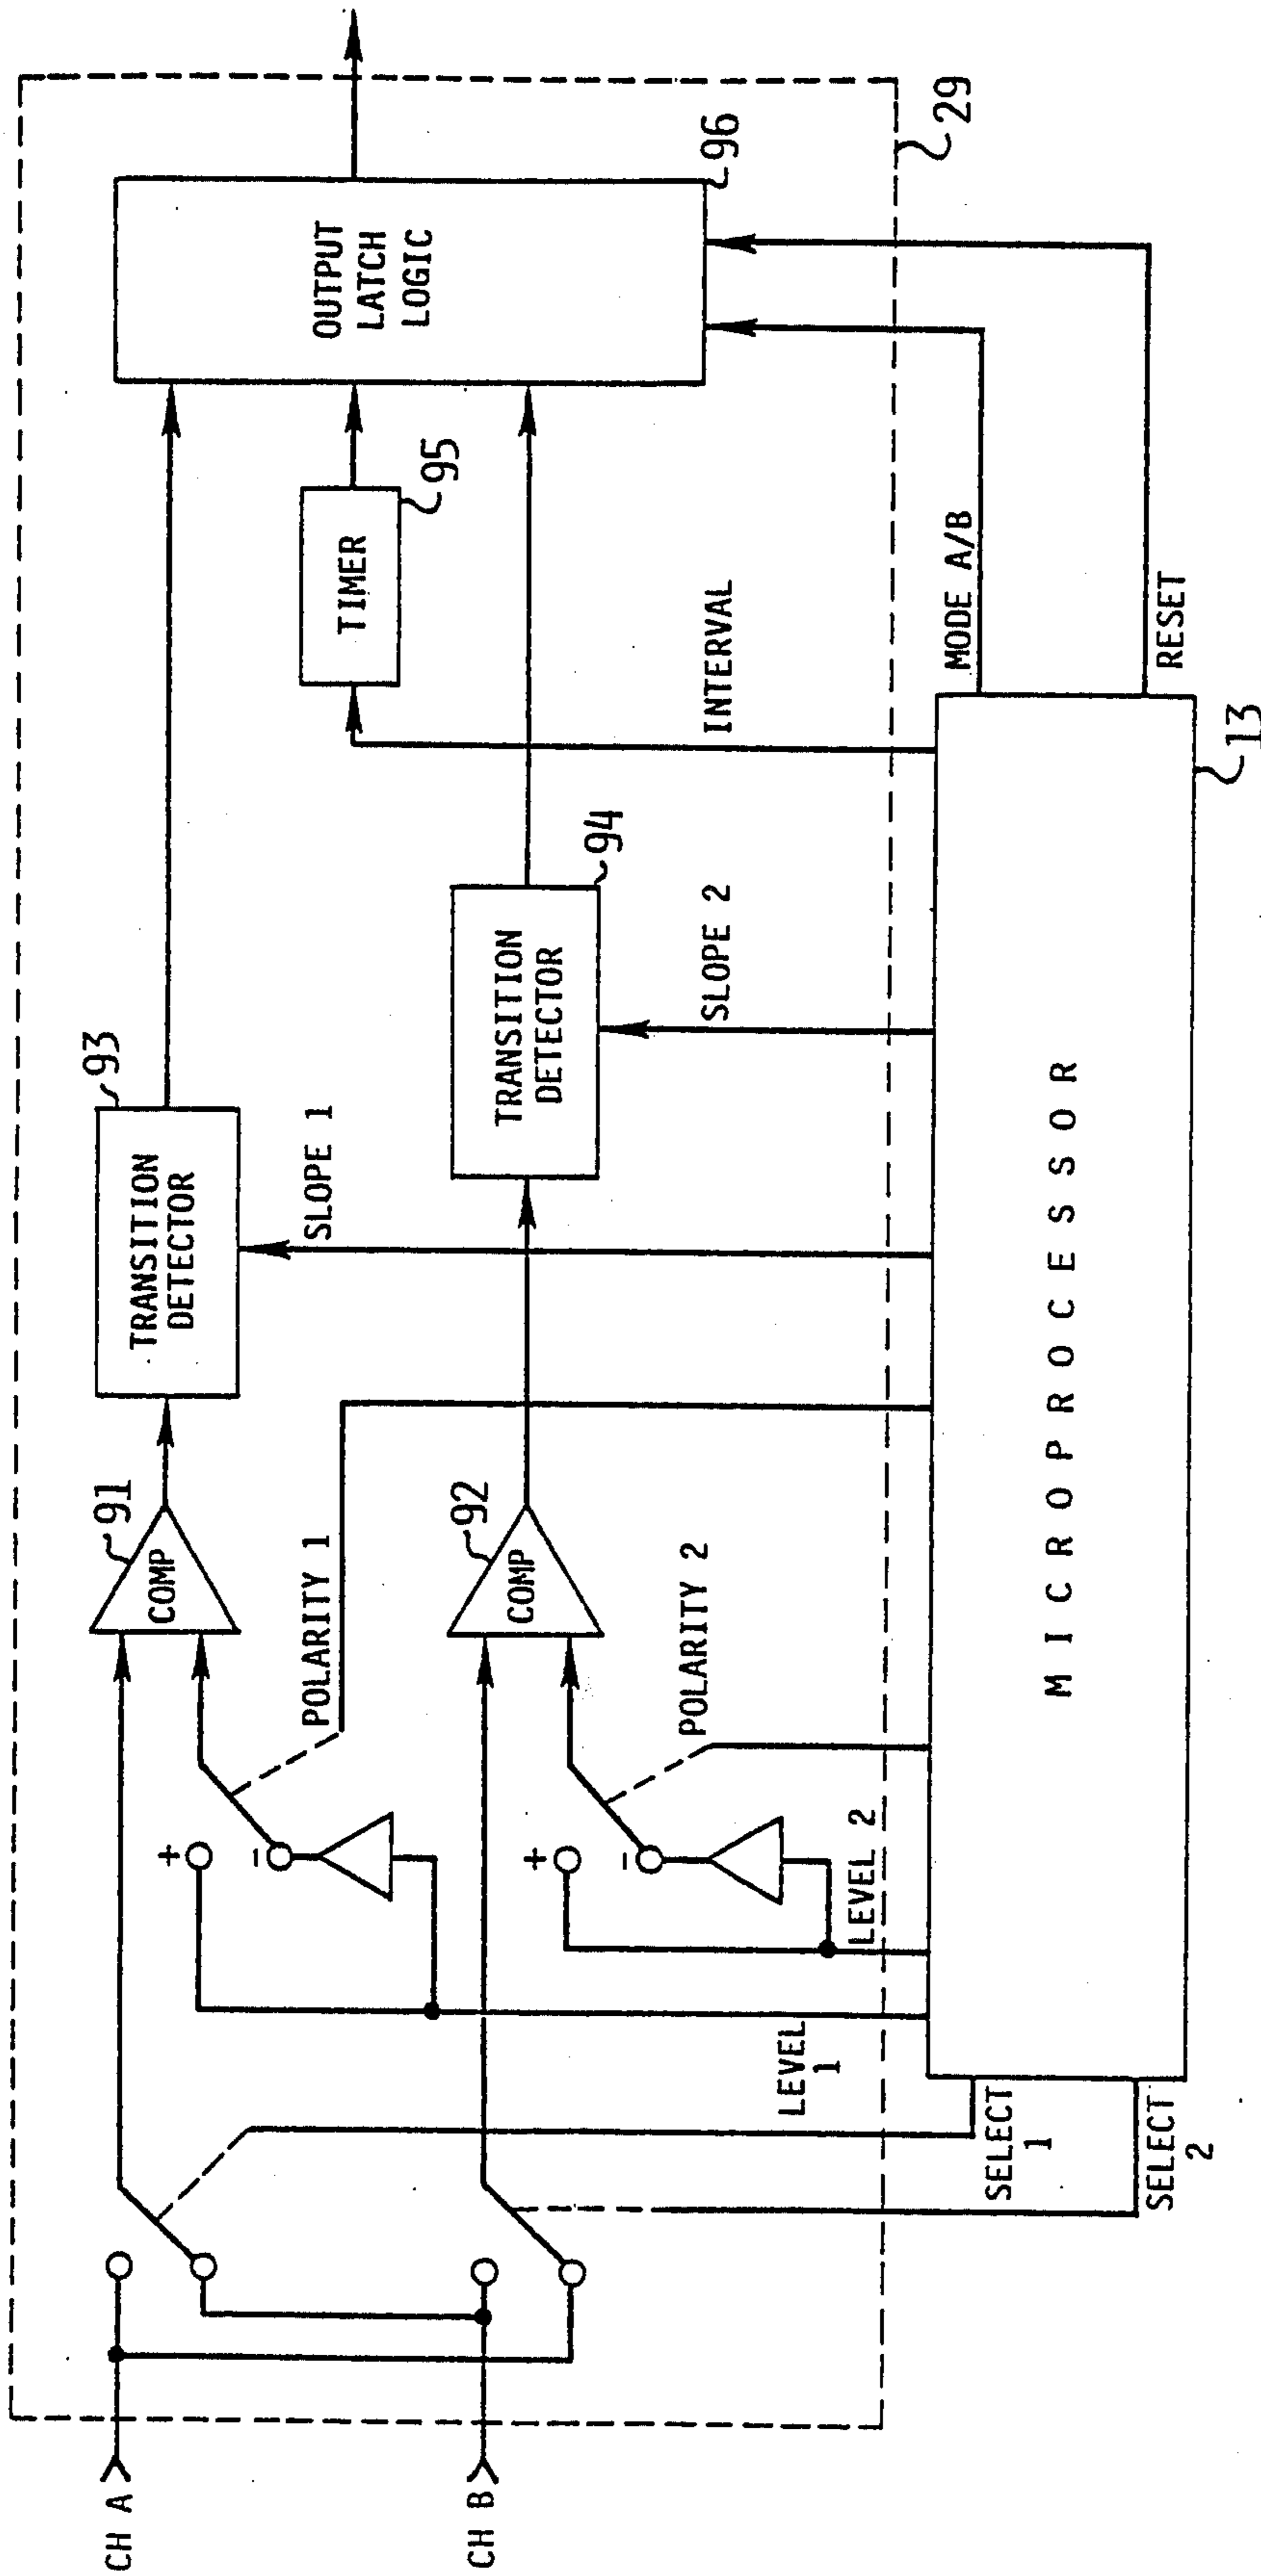 CH A
CH B
91
COMP
93
TRANSITION
DETECTOR
OUTPUT
LATCH
LOGIC
96
TIMER
95
92
COMP
TRANSITION
DETECTOR
94
+
−
POLARITY 1
SLOPE 1
+
−
POLARITY 2
SLOPE 2
INTERVAL
LEVEL
1
LEVEL 2
29
MODE A/B
RESET
SELECT
1
SELECT
2
MICROPROCESSOR
13